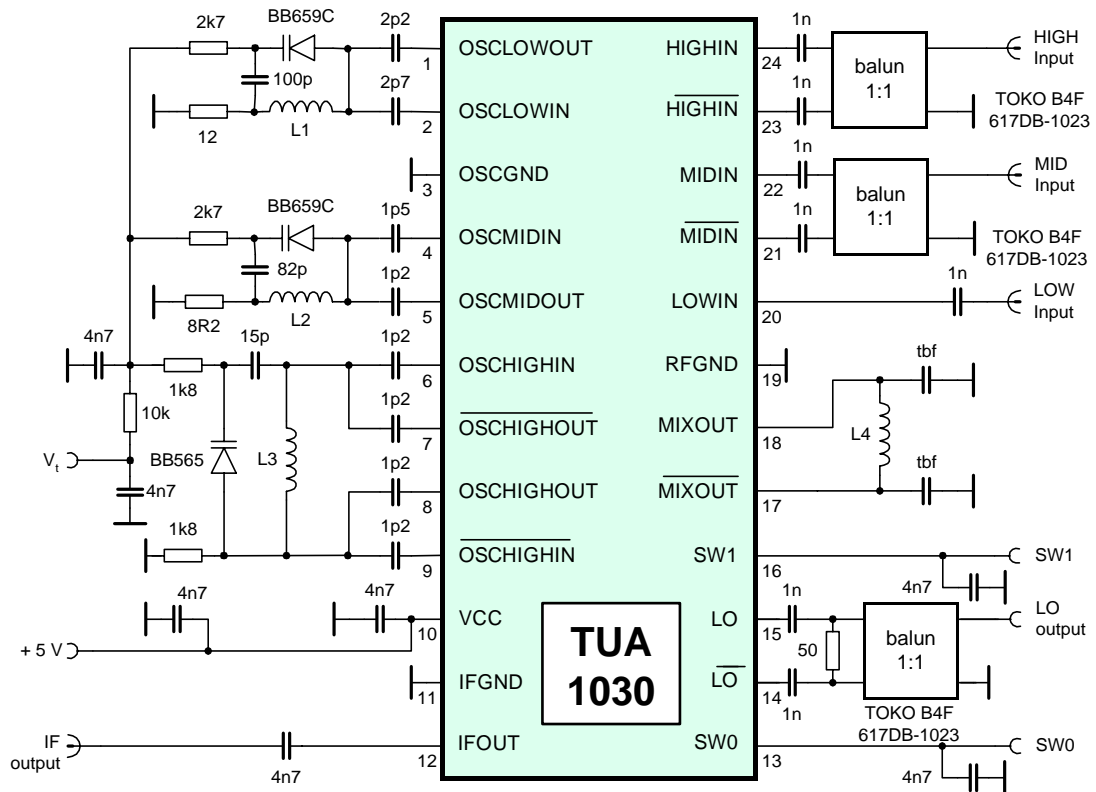 2k7
BB659C
2p2
1
OSCLOWOUT
HIGHIN
24
1n
balun
1:1
HIGH
Input
100p
2p7
12
L1
2
OSCLOWIN
HIGHIN
23
1n
TOKO B4F
617DB-1023
3
OSCGND
MIDIN
22
1n
balun
1:1
MID
Input
2k7
BB659C
1p5
4
OSCMIDIN
MIDIN
21
1n
TOKO B4F
617DB-1023
82p
1p2
8R2
L2
5
OSCMIDOUT
LOWIN
20
1n
LOW
Input
4n7
1k8
15p
1p2
6
OSCHIGHIN
RFGND
19
tbf
10k
1p2
7
OSCHIGHOUT
MIXOUT
18
L4
Vt
BB565
L3
4n7
1p2
8
OSCHIGHOUT
MIXOUT
17
tbf
1k8
1p2
9
OSCHIGHIN
SW1
16
4n7
SW1
4n7
4n7
10
VCC
LO
15
1n
50
balun
1:1
LO
output
+ 5 V
11
IFGND
LO
14
1n
TOKO B4F
617DB-1023
TUA
1030
IF
output
4n7
12
IFOUT
SW0
13
4n7
SW0